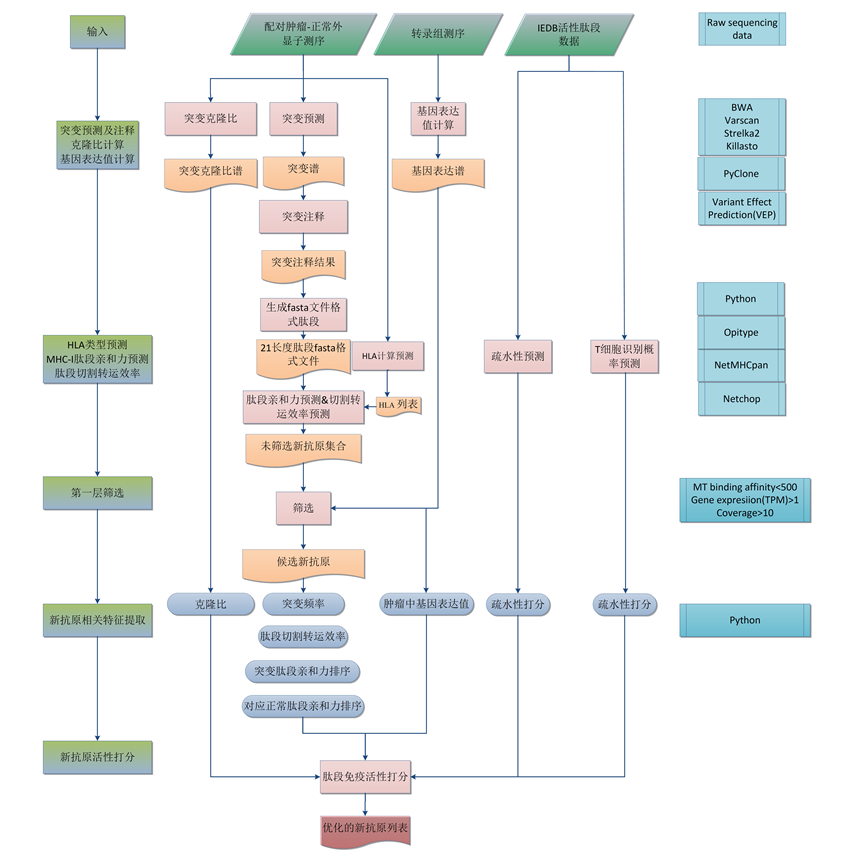 输入
配对肿瘤-正常外
显子测序
转录组测序
IEDB活性肽段
数据
Raw sequencing
data
突变预测及注释
克隆比计算
基因表达值计算
突变克隆比
突变预测
基因表达
值计算
BWA
Varscan
Strelka2
Killasto
突变克隆比谱
突变谱
基因表达谱
PyClone
突变注释
Variant Effect
Prediction(VEP)
突变注释结果
生成fasta文件格
式肽段
Python
HLA类型预测
MHC-I肽段亲和力预测
肽段切割转运效率
21长度肽段fasta格
式文件
HLA计算预测
疏水性预测
T细胞识别概
率预测
Opitype
NetMHCpan
肽段亲和力预测&切割转
运效率预测
HLA 列表
Netchop
未筛选新抗原集合
第一层筛选
筛选
MT binding affinity<500
Gene expresiion(TPM)>1
Coverage>10
候选新抗原
新抗原相关特征提取
克隆比
突变频率
肿瘤中基因表达值
疏水性打分
疏水性打分
Python
肽段切割转运效率
突变肽段亲和力排序
对应正常肽段亲和力排序
新抗原活性打分
肽段免疫活性打分
优化的新抗原列表